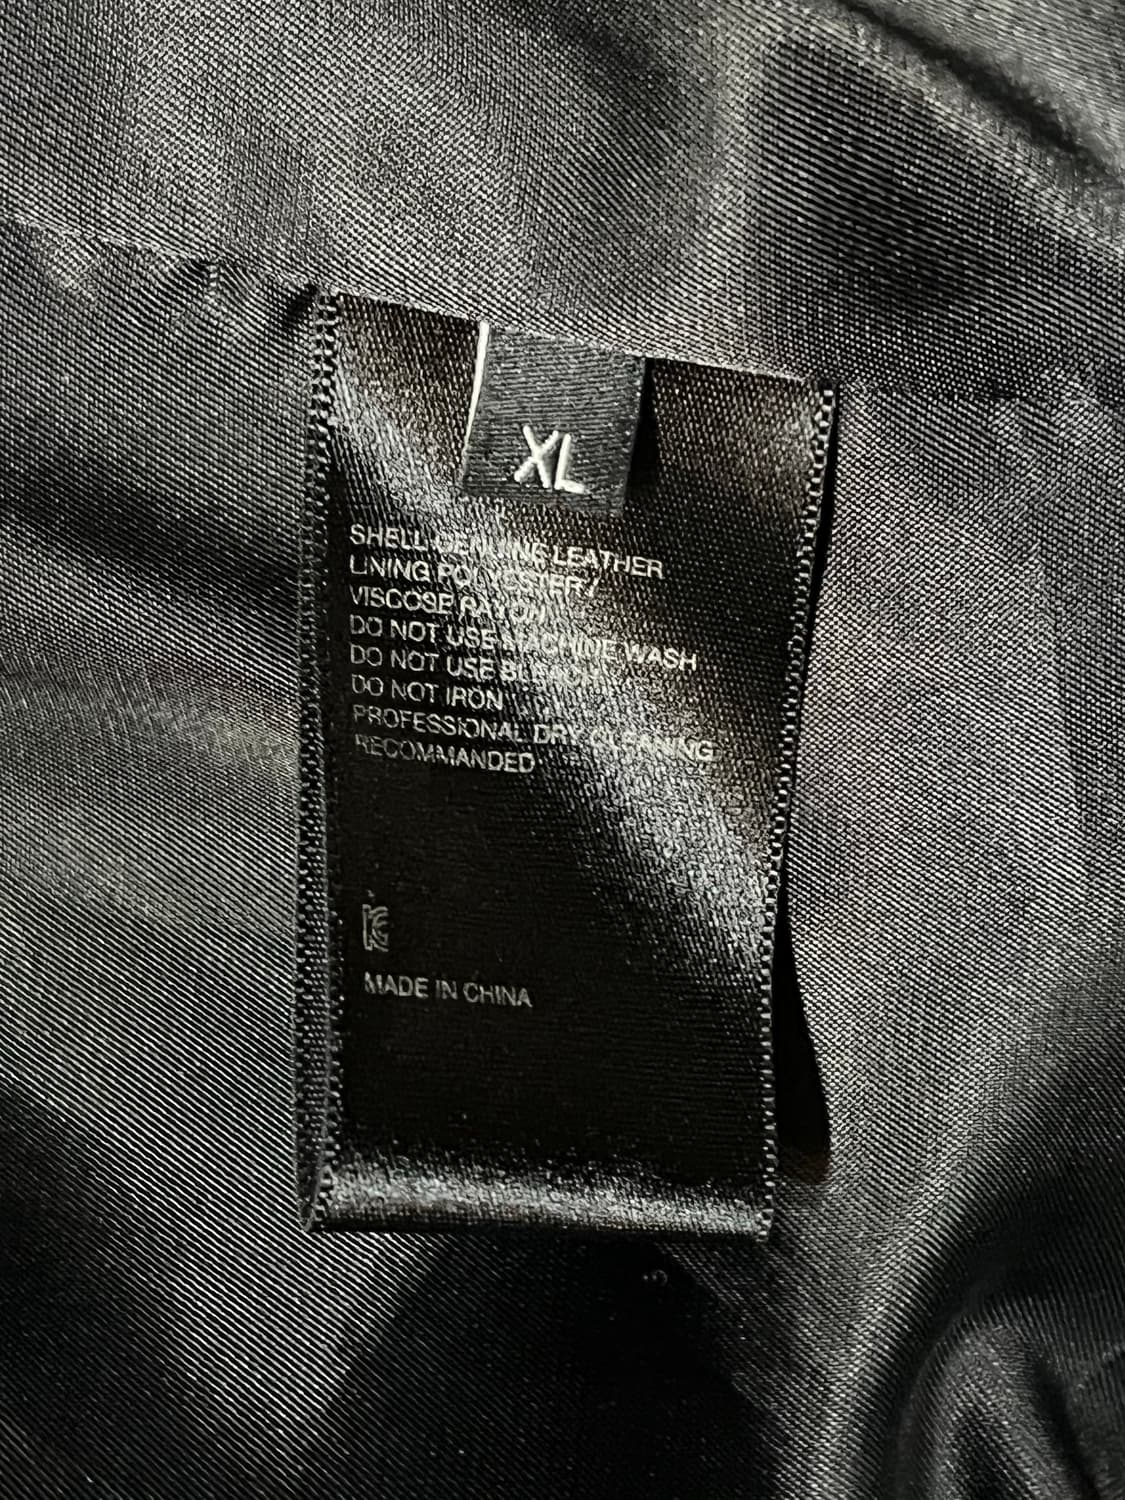 XL
SHELL GENUINE LEATHER
LINING POLYESTER /
VISCOSE RAYON
DO NOT USE MACHINE WASH
DO NOT USE BLEACH
DO NOT IRON
PROFESSIONAL DRY CLEANING
RECOMMANDED
MADE IN CHINA